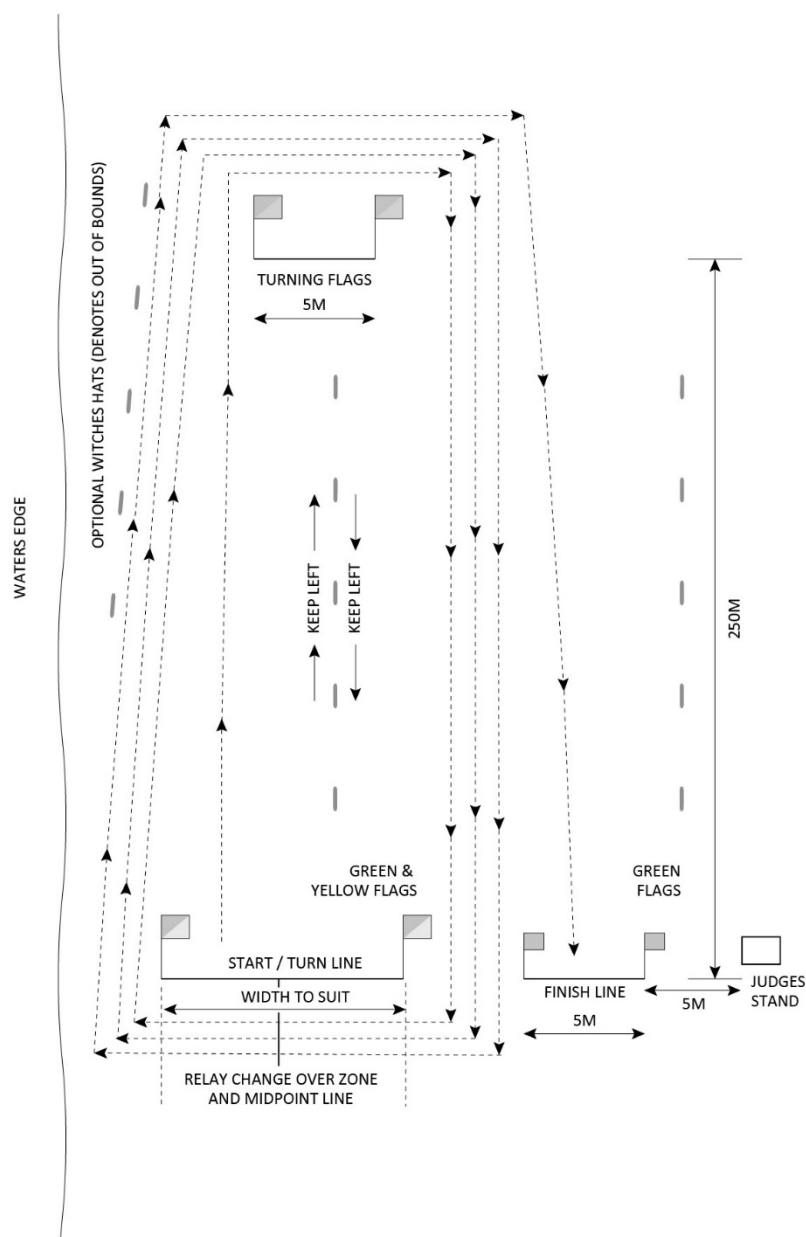 OPTIONAL WITCHES HATS (DENOTES OUT OF BOUNDS)
WATERS EDGE
TURNING FLAGS
5M
KEEP LEFT
KEEP LEFT
250M
GREEN &
YELLOW FLAGS
GREEN
FLAGS
START / TURN LINE
WIDTH TO SUIT
RELAY CHANGE OVER ZONE
AND MIDPOINT LINE
FINISH LINE
5M
5M
JUDGES
STAND